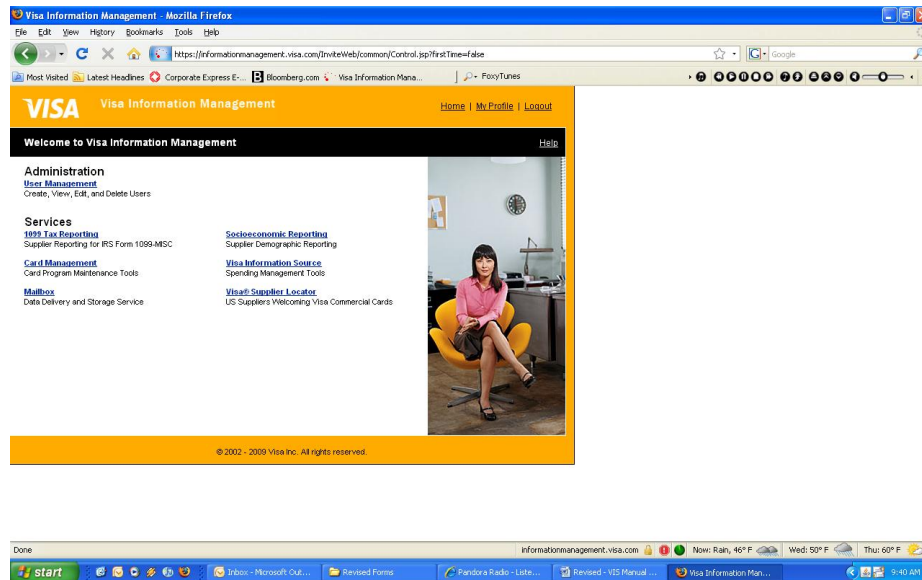 Visa Information Management - Mozilla Firefox
File Edit View History Bookmarks Tools Help
https://informationmanagement.visa.com/InviteWeb/common/Control.jsp?firstTime=false
G Google
Most Visited Latest Headlines Corporate Express E-... B Bloomberg.com Visa Information Mana... FoxyTunes
VISA Visa Information Management Home | My Profile | Logout
Welcome to Visa Information Management Help
Administration
User Management
Create, View, Edit, and Delete Users
Services
1099 Tax Reporting Socioeconomic Reporting
Supplier Reporting for IRS Form 1099-MISC Supplier Demographic Reporting
Card Management Visa Information Source
Card Program Maintenance Tools Spending Management Tools
Mailbox Visa® Supplier Locator
Data Delivery and Storage Service US Suppliers Welcoming Visa Commercial Cards
© 2002 - 2009 Visa Inc. All rights reserved.
Done informationmanagement.visa.com Now: Rain, 46° F Wed: 50° F Thu: 60° F
start Inbox - Microsoft Out... Revised Forms Pandora Radio - Liste... Revised - VIS Manual ... Visa Information Man... 9:40 AM